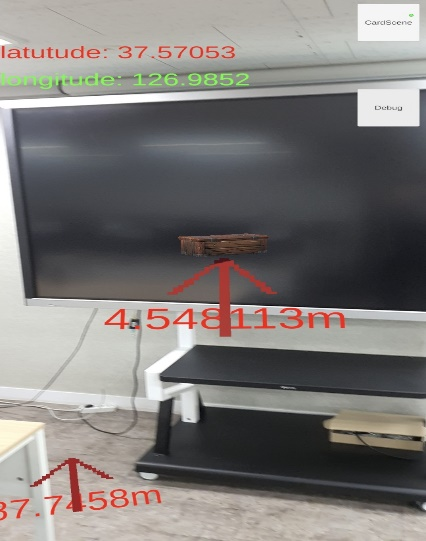 latutude: 37.57053
longitude: 126.9852
CardScene
Debug
4.548113m
37.7458m